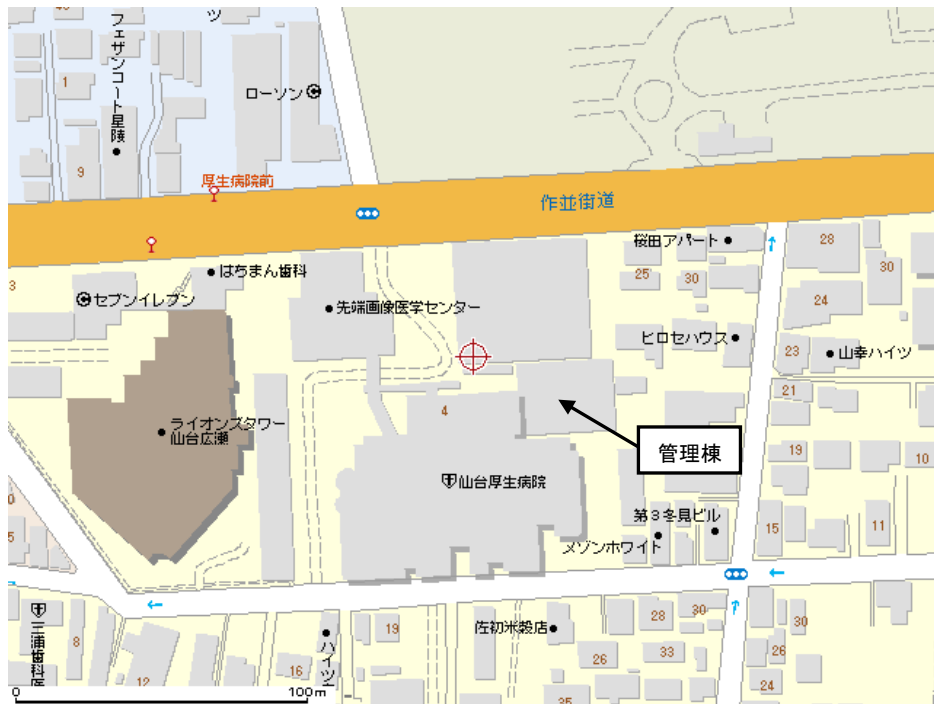 ツ
フェザンコート星陵
1
9
ローソン
厚生病院前
作並街道
桜田アパート
28
25
30
30
はちまん歯科
3
セブンイレブン
先端画像医学センター
24
ヒロセハウス
23
山幸ハイツ
21
4
ライオンズタワー
仙台広瀬
管理棟
19
10
仙台厚生病院
第3冬見ビル
15
11
メゾンホワイト
5
三浦歯科医
8
12
ハイツ
16
19
佐初米穀店
28
30
30
26
33
26
24
35
0
100m